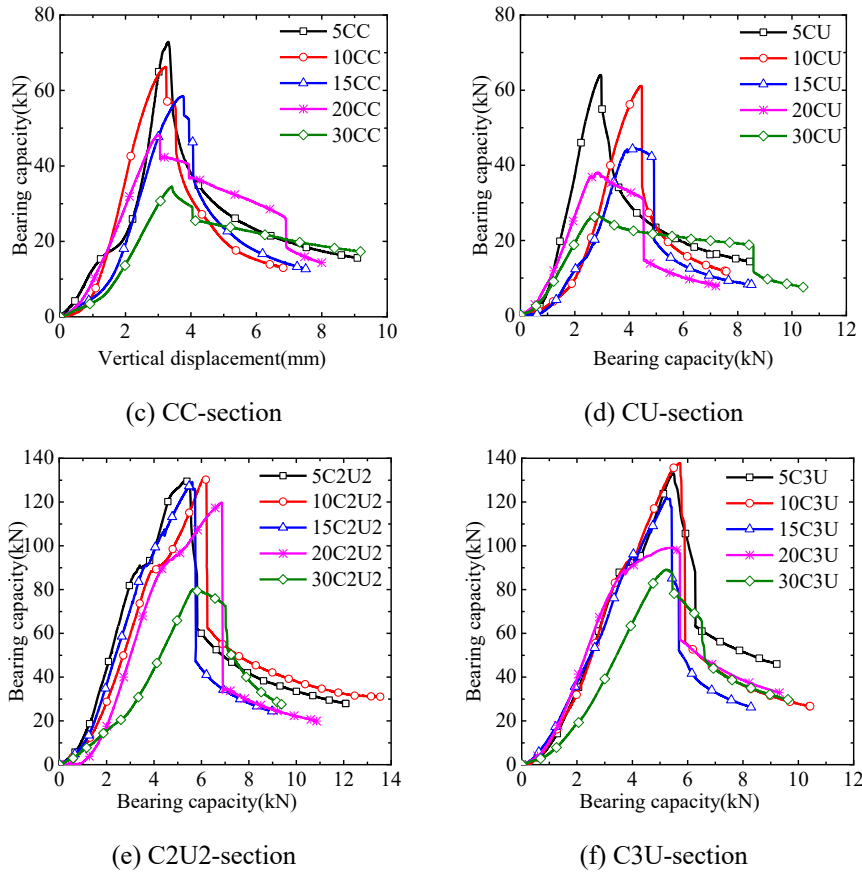 80
60
40
20
0
0
2
4
6
8
10
Bearing capacity(kN)
Vertical displacement(mm)
5CC
10CC
15CC
20CC
30CC
(c) CC-section
80
60
40
20
0
0
2
4
6
8
10
12
Bearing capacity(kN)
Bearing capacity(kN)
5CU
10CU
15CU
20CU
30CU
(d) CU-section
140
120
100
80
60
40
20
0
0
2
4
6
8
10
12
14
Bearing capacity(kN)
Bearing capacity(kN)
5C2U2
10C2U2
15C2U2
20C2U2
30C2U2
(e) C2U2-section
140
120
100
80
60
40
20
0
0
2
4
6
8
10
12
Bearing capacity(kN)
Bearing capacity(kN)
5C3U
10C3U
15C3U
20C3U
30C3U
(f) C3U-section